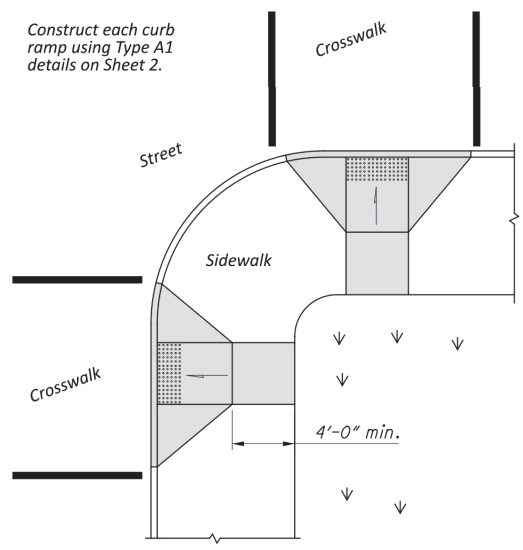 Construct each curb
ramp using Type A1
details on Sheet 2.
Crosswalk
Street
Sidewalk
Crosswalk
4'-0" min.